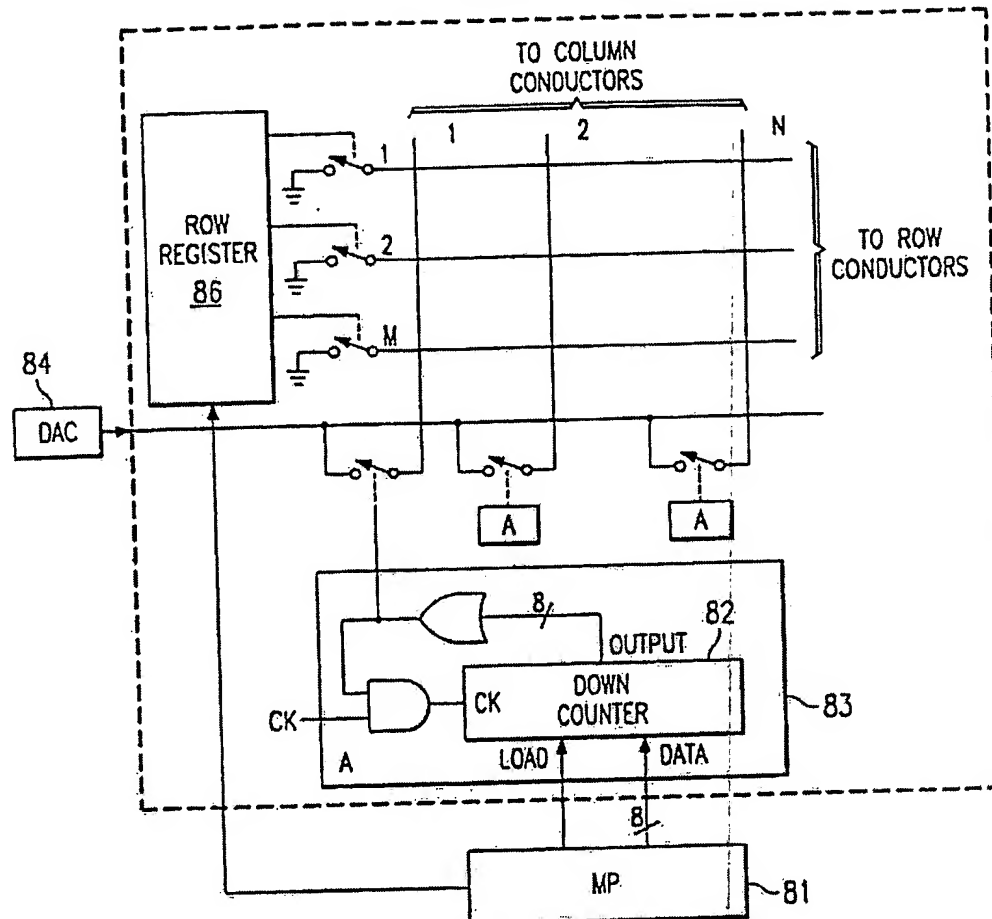 TO COLUMN
CONDUCTORS
1
2
N
1
ROW
REGISTER
86
2
TO ROW
CONDUCTORS
M
84
DAC
A
A
8
OUTPUT
82
CK
CK
DOWN
COUNTER
83
A
LOAD
DATA
8
MP
81